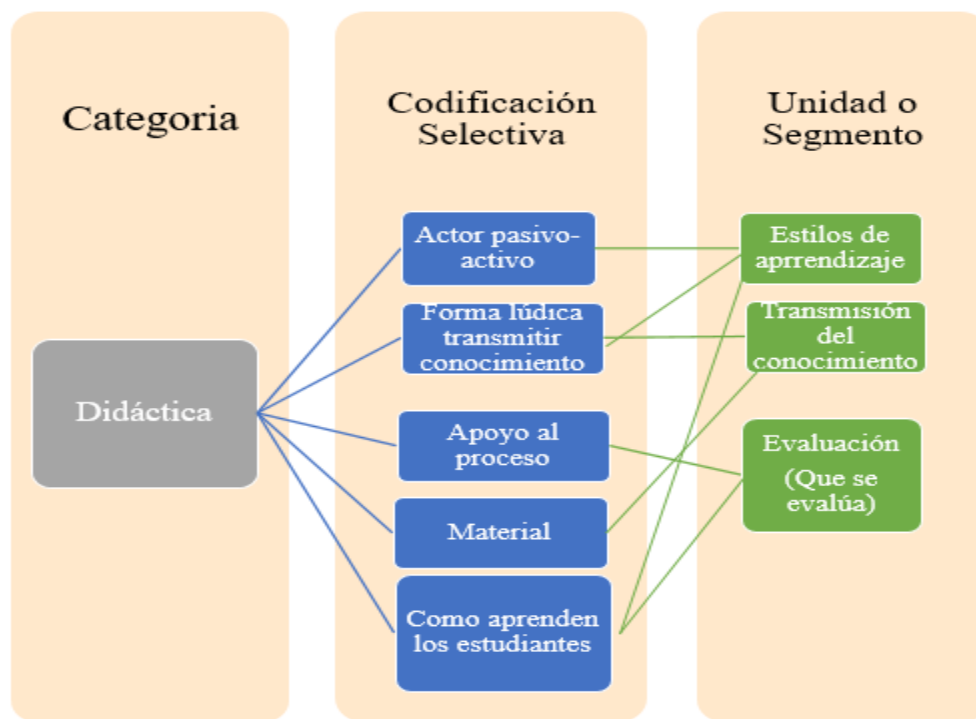 Categoria
Codificación
Selectiva
Unidad o
Segmento
Didáctica
Actor pasivo-
activo
Forma lúdica
transmitir
conocimiento
Apoyo al
proceso
Material
Como aprenden
los estudiantes
Estilos de
aprrendizaje
Transmisión
del
conocimiento
Evaluación
(Que se
evalúa)